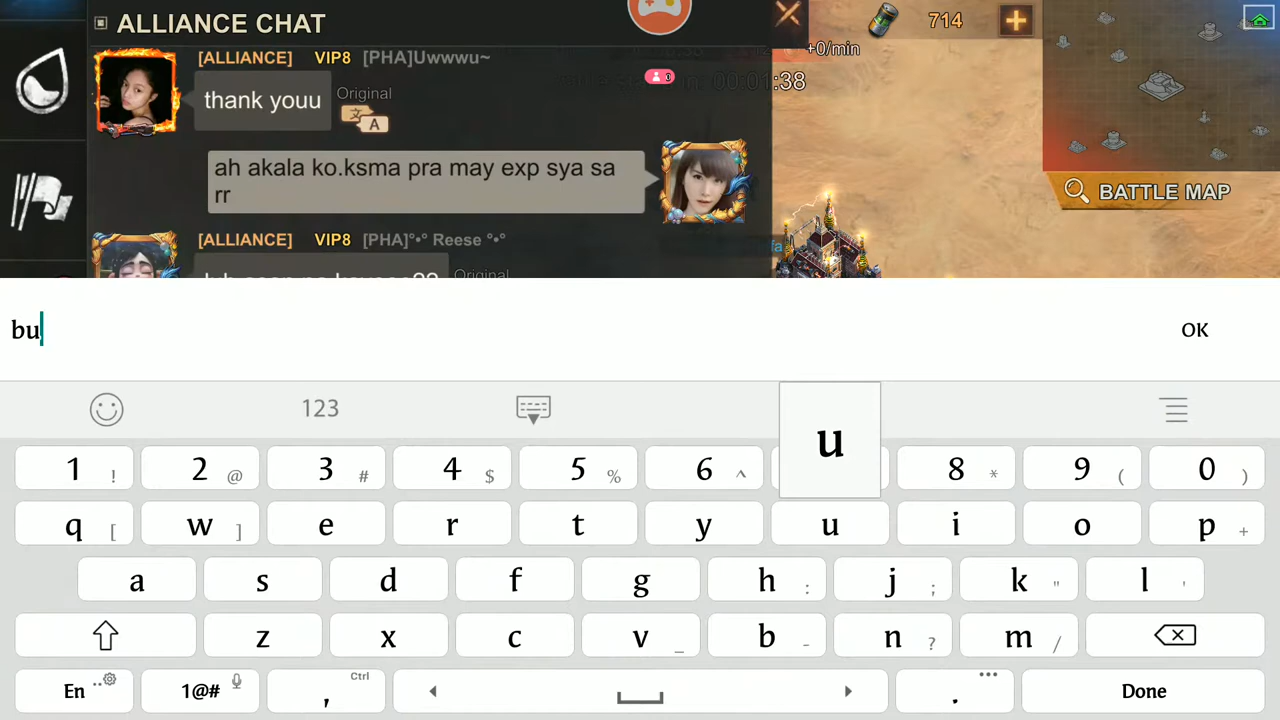 ALLIANCE CHAT
714
+0/min
00:01:38
[ALLIANCE] VIP8 [PHA]Uwwwu~
3
thank youu
Original
A
BATTLE MAP
ah akala ko.ksma pra may exp sya sa
rr
[ALLIANCE] VIP8 [PHA]°•° Reese °•°
Original
bu
OK
123
u
1 ! 2 @ 3 # 4 $ 5 % 6 ^ 8 * 9 ( 0 )
q [ w ] e r t y u i o p +
a s d f g h : j ; k " l '
z x c v _ b - n ? m /
En 1@# , Ctrl . Done